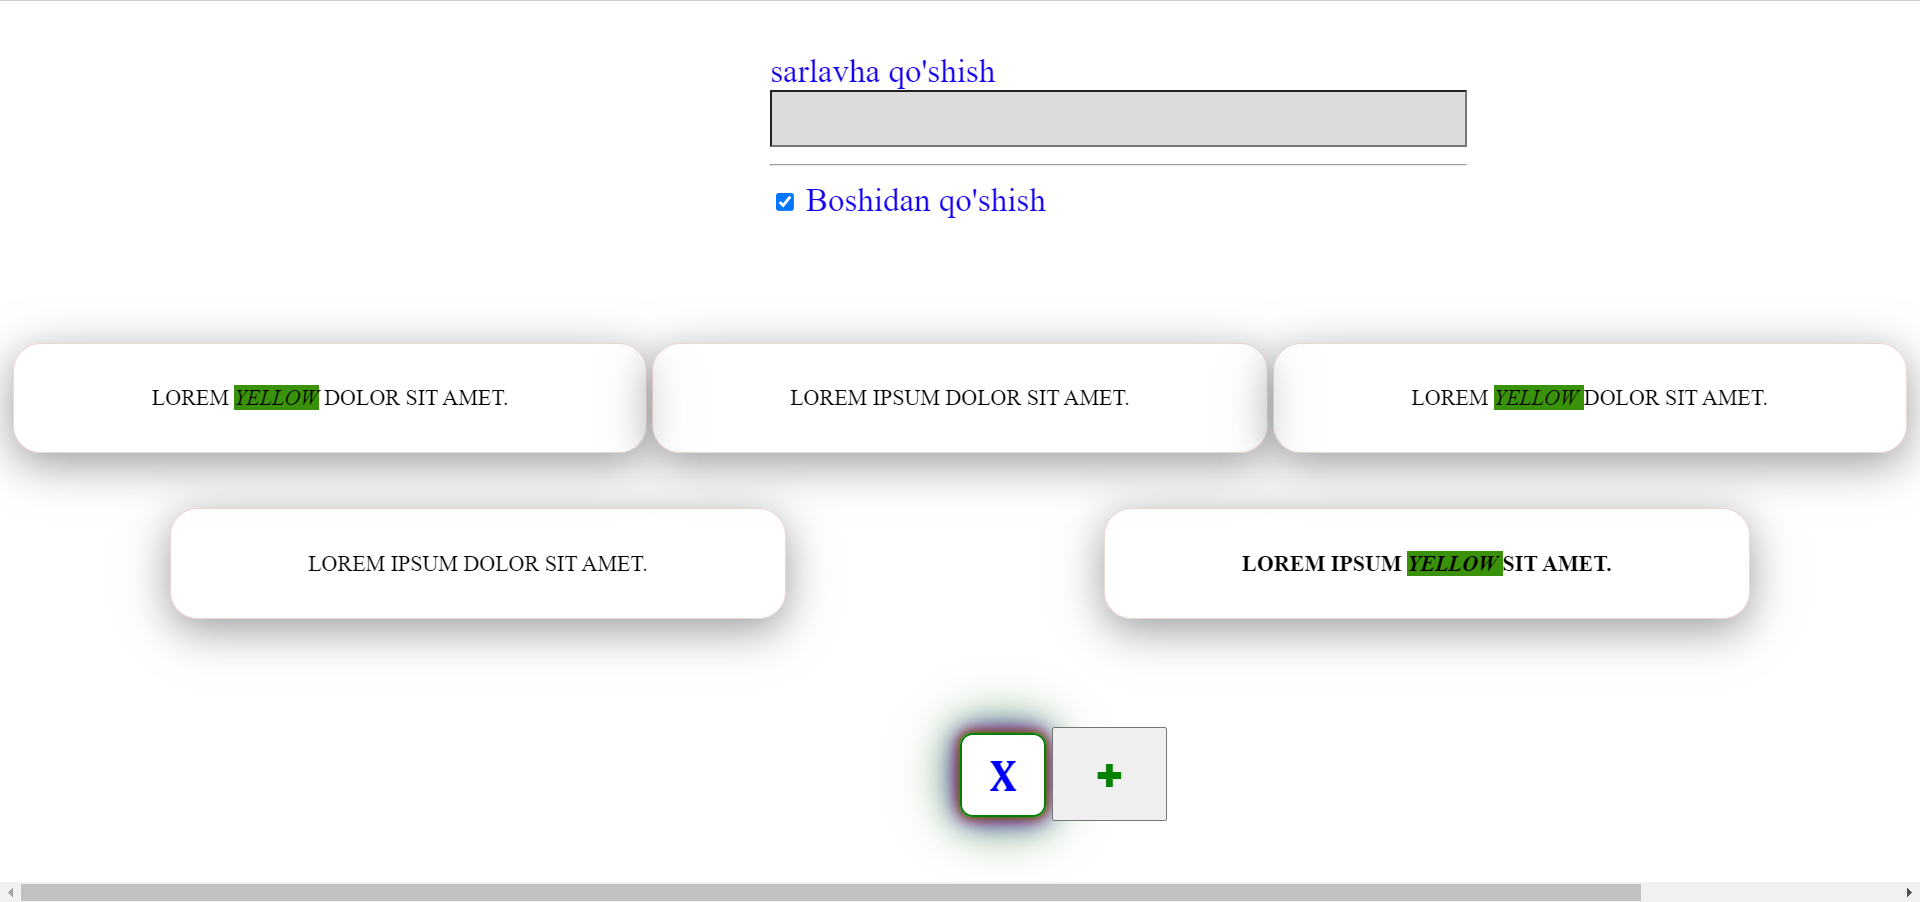 sarlavha qo'shish
Boshidan qo'shish
LOREM YELLOW DOLOR SIT AMET.
LOREM IPSUM DOLOR SIT AMET.
LOREM YELLOW DOLOR SIT AMET.
LOREM IPSUM DOLOR SIT AMET.
LOREM IPSUM YELLOW SIT AMET.
X
+